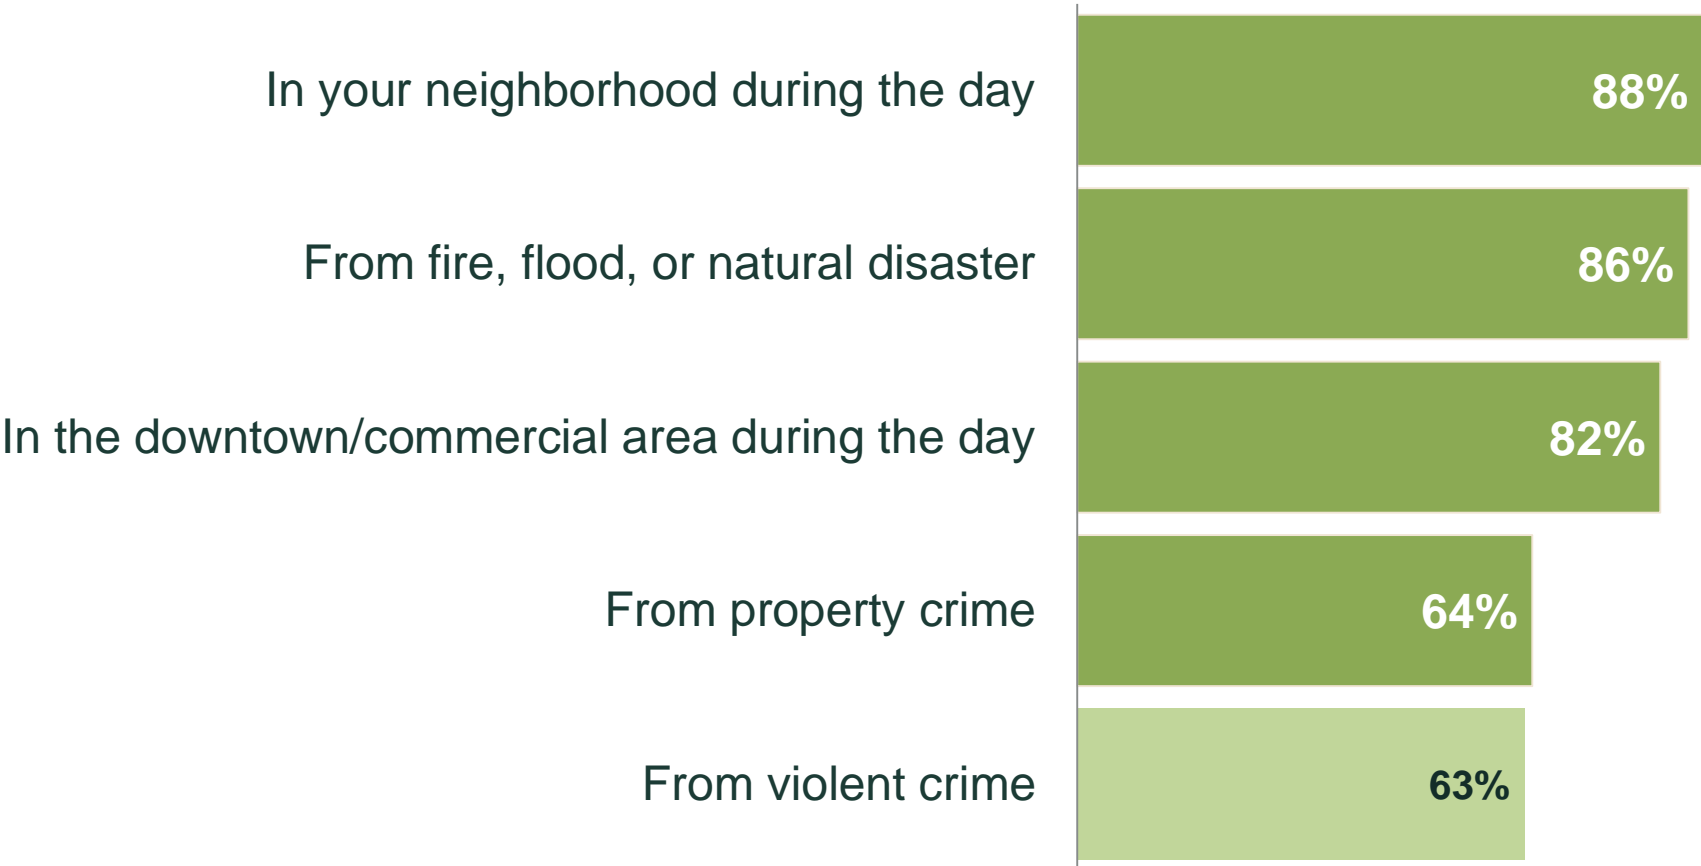 In your neighborhood during the day 88%
From fire, flood, or natural disaster 86%
In the downtown/commercial area during the day 82%
From property crime 64%
From violent crime 63%